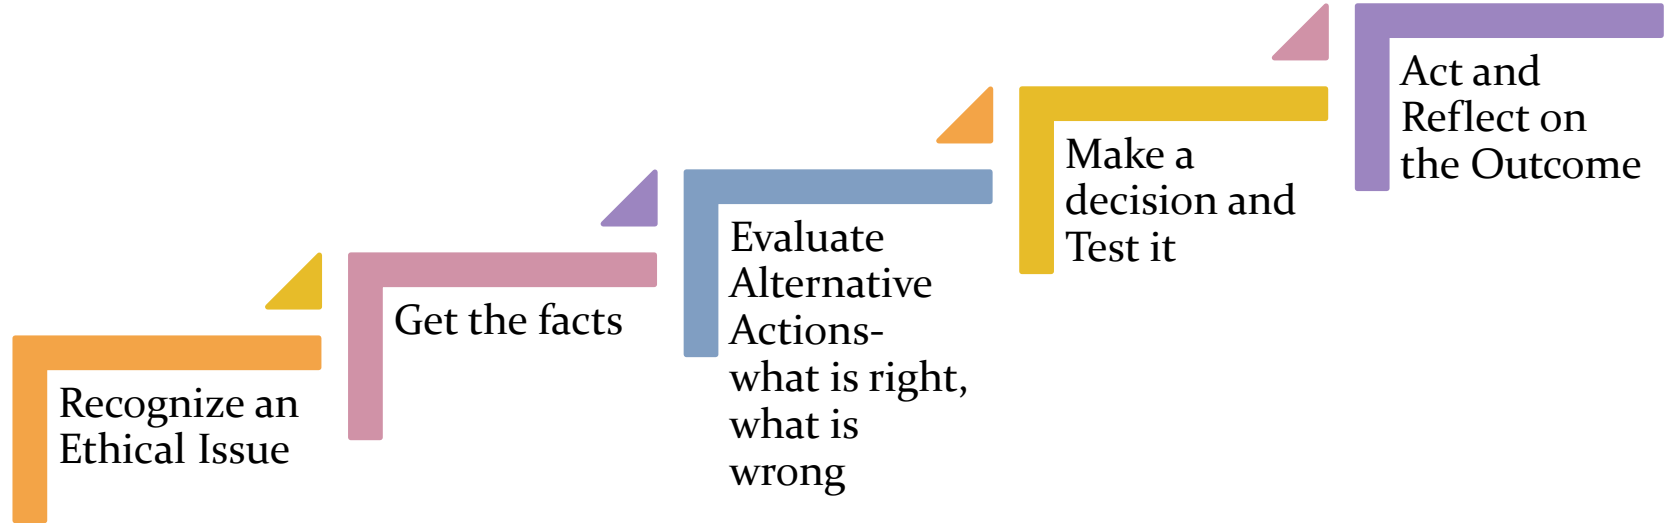 Recognize an
Ethical Issue
Get the facts
Evaluate
Alternative
Actions-
what is right,
what is
wrong
Make a
decision and
Test it
Act and
Reflect on
the Outcome